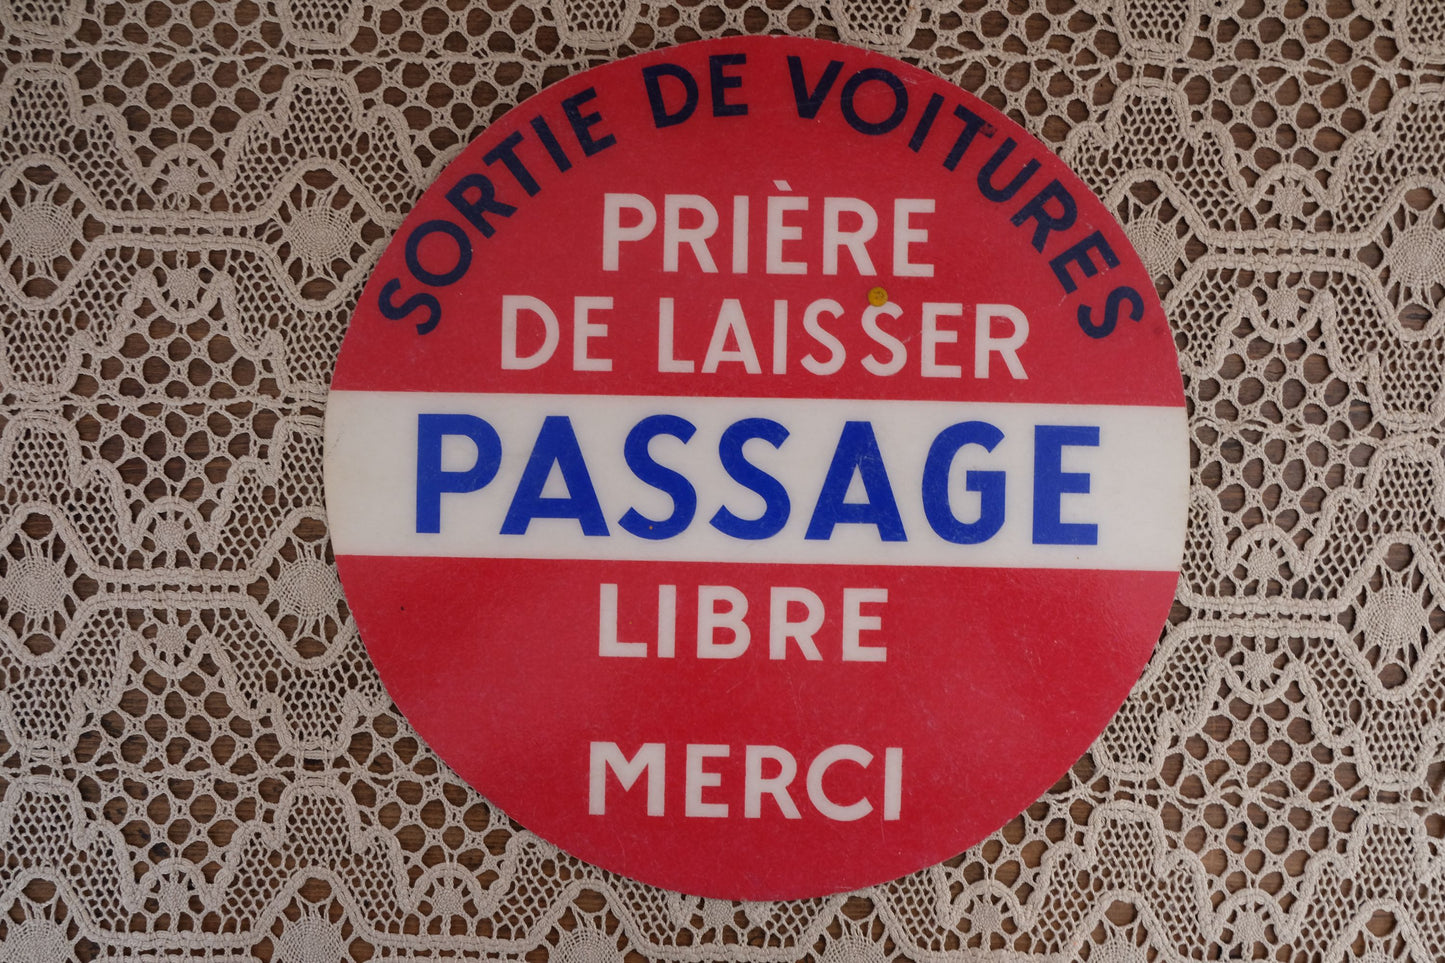 SORTIE DE VOITURES
PRIÈRE
DE LAISSER
PASSAGE
LIBRE
MERCI